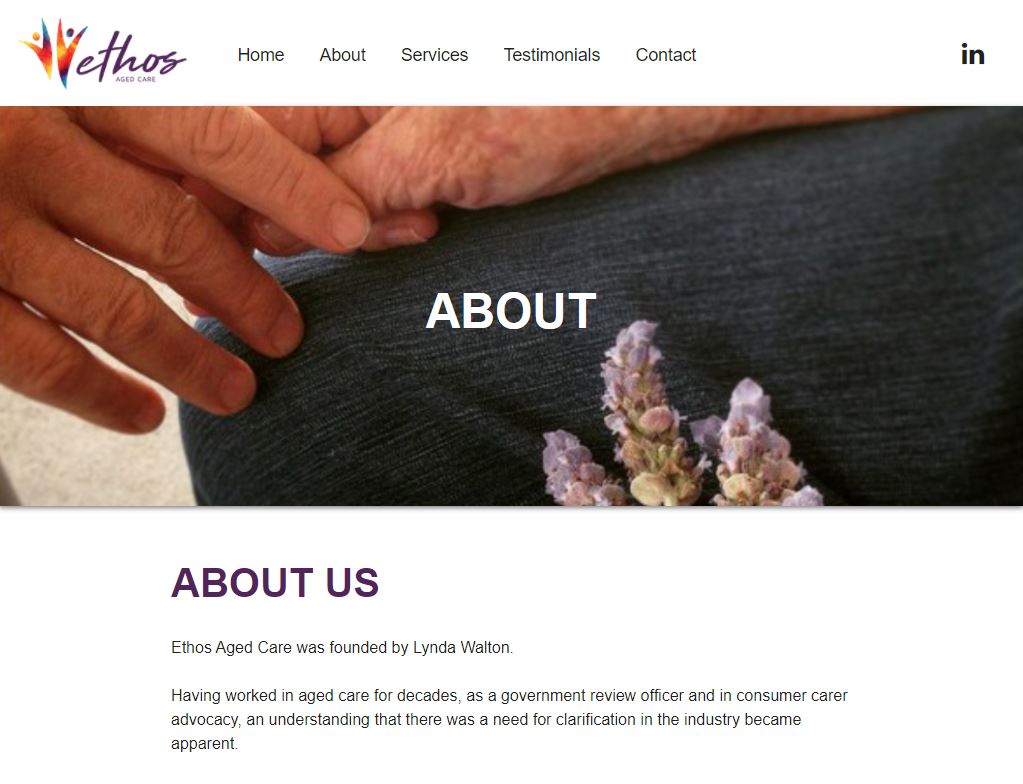 ethos
AGED CARE
Home About Services Testimonials Contact
in
ABOUT
ABOUT US
Ethos Aged Care was founded by Lynda Walton.
Having worked in aged care for decades, as a government review officer and in consumer carer
advocacy, an understanding that there was a need for clarification in the industry became
apparent.